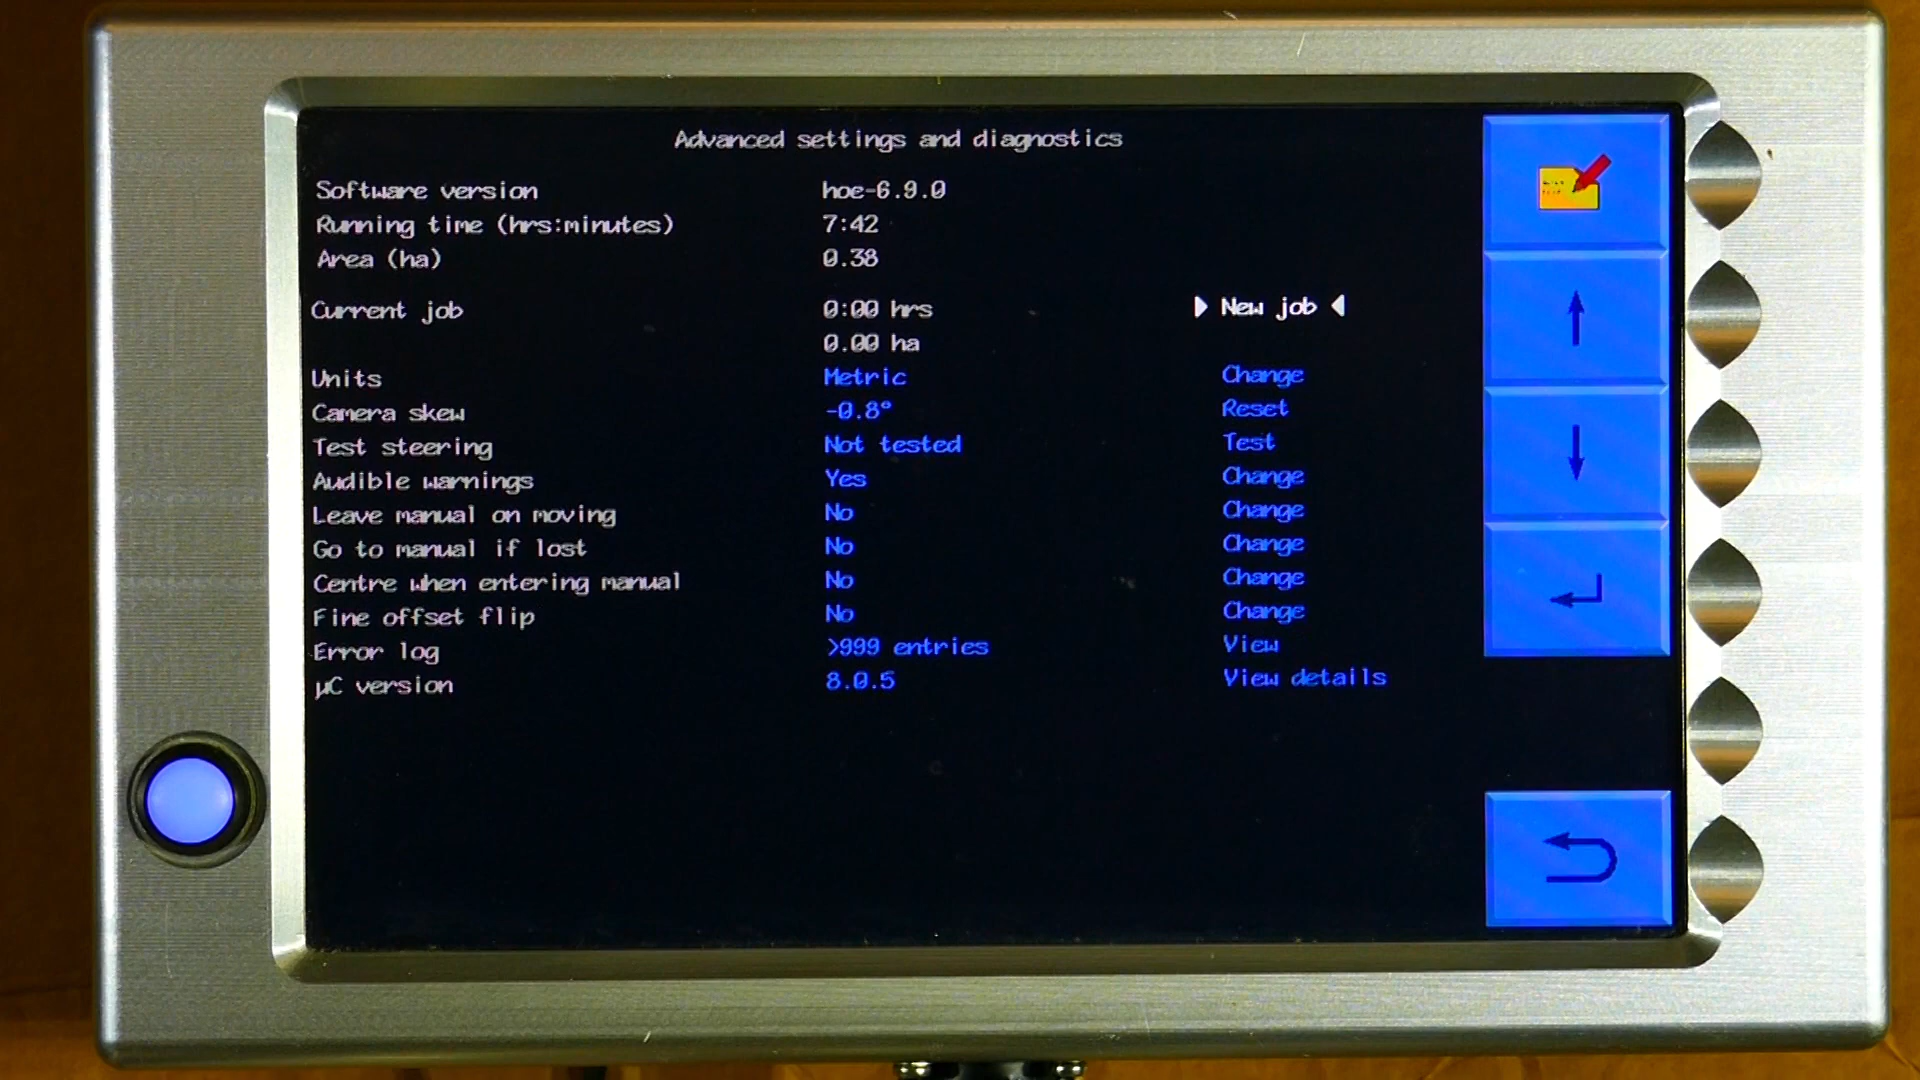 Advanced settings and diagnostics
Software version hoe-6.9.0
Running time (hrs:minutes) 7:42
Area (ha) 0.38
Current job 0:00 hrs New job
0.00 ha
Units Metric Change
Camera skew -0.8° Reset
Test steering Not tested Test
Audible warnings Yes Change
Leave manual on moving No Change
Go to manual if lost No Change
Centre when entering manual No Change
Fine offset flip No Change
Error log >999 entries View
µC version 8.0.5 View details